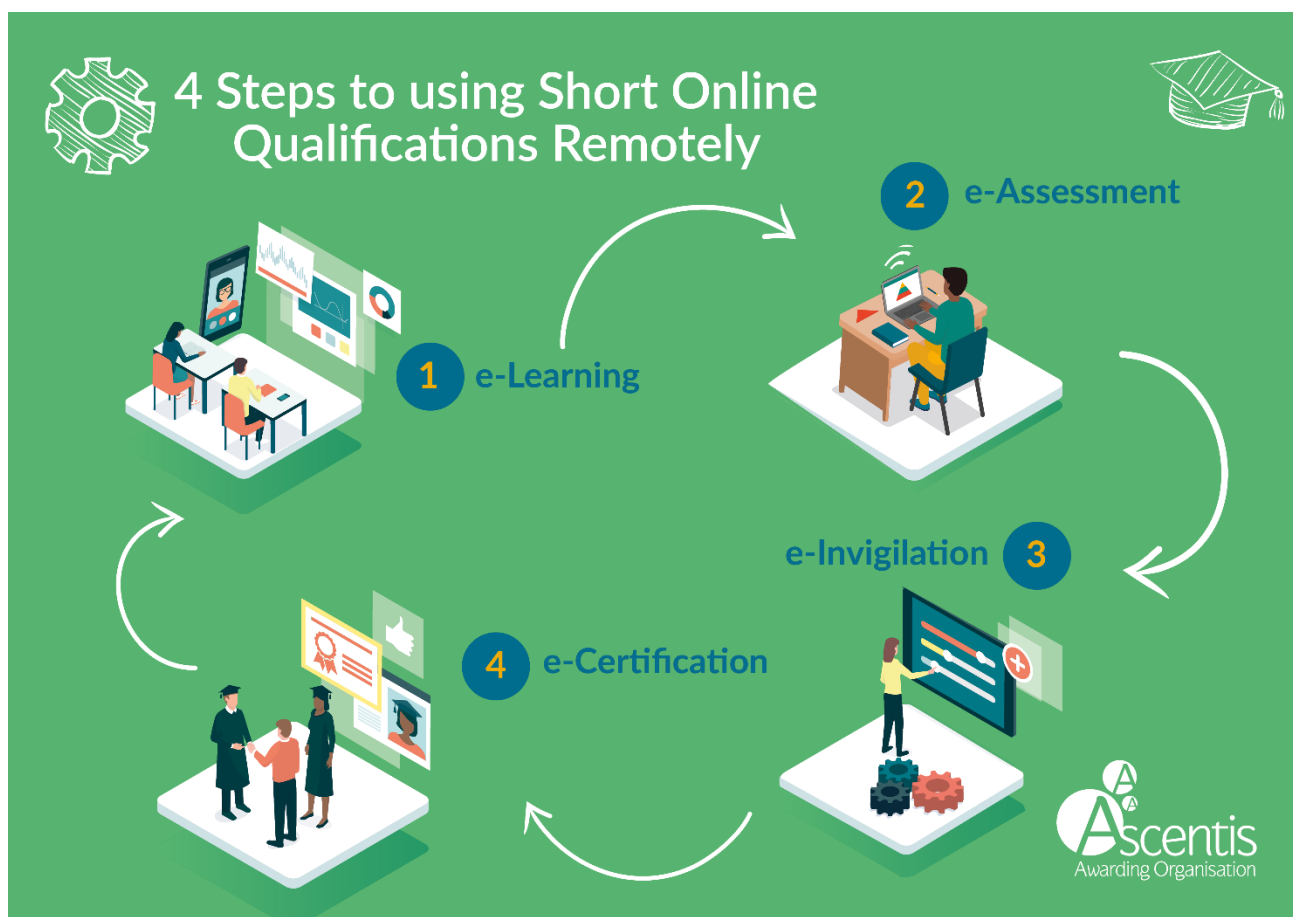 4 Steps to using Short Online
Qualifications Remotely
1 e-Learning
2 e-Assessment
e-Invigilation 3
4 e-Certification
A
A
Ascentis
Awarding Organisation